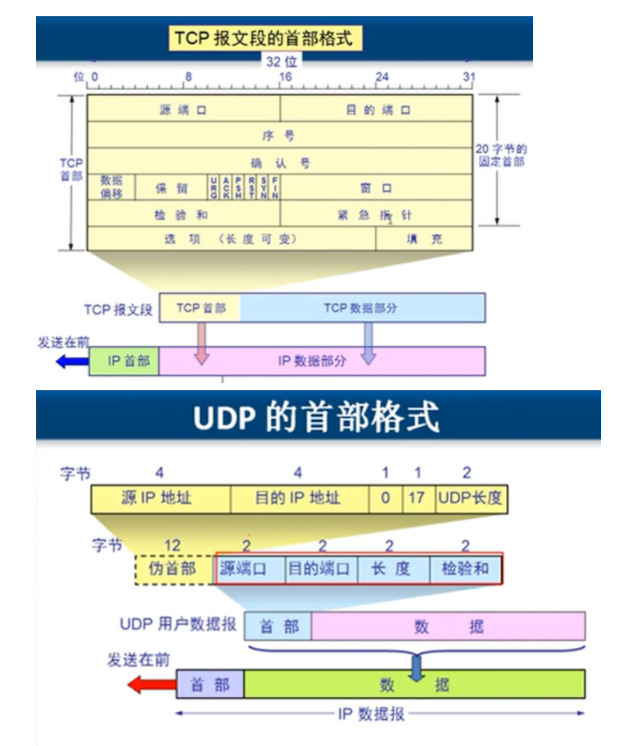 TCP 报文段的首部格式
32 位
位 0 8 16 24 31
源 端 口 目 的 端 口
序 号
TCP 首部
确 认 号
20 字节的 固定首部
数据 偏移 保 留 URG ACK PSH RST SYN FIN 窗 口
检 验 和 紧 急 指 针
选 项 （长 度 可 变） 填 充
TCP 报文段 TCP 首部 TCP 数据部分
发送在前
IP 首部 IP 数据部分
UDP 的首部格式
字节 4 4 1 1 2
源 IP 地址 目的 IP 地址 0 17 UDP长度
字节 12 2 2 2 2
伪首部 源端口 目的端口 长 度 检验和
UDP 用户数据报 首 部 数 据
发送在前
首 部 数 据
IP 数据报